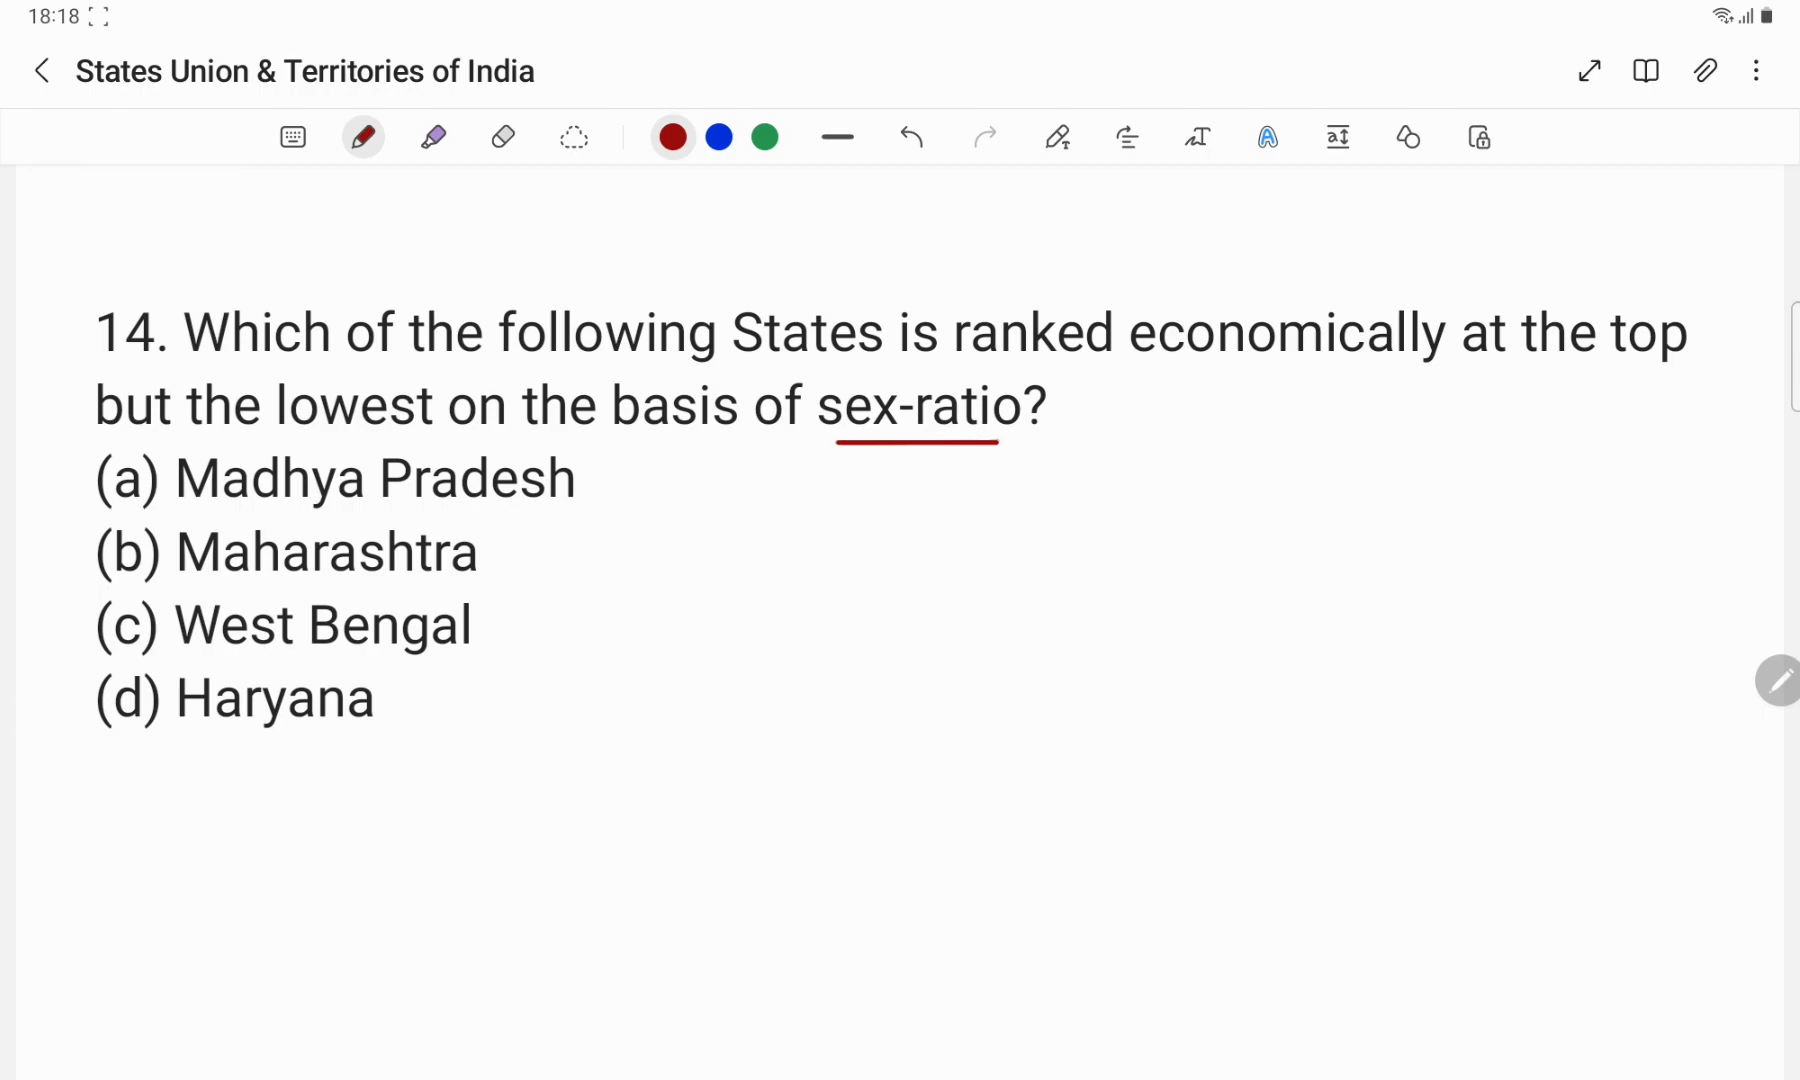 18:18
States Union & Territories of India
14. Which of the following States is ranked economically at the top
but the lowest on the basis of sex-ratio?
(a) Madhya Pradesh
(b) Maharashtra
(c) West Bengal
(d) Haryana